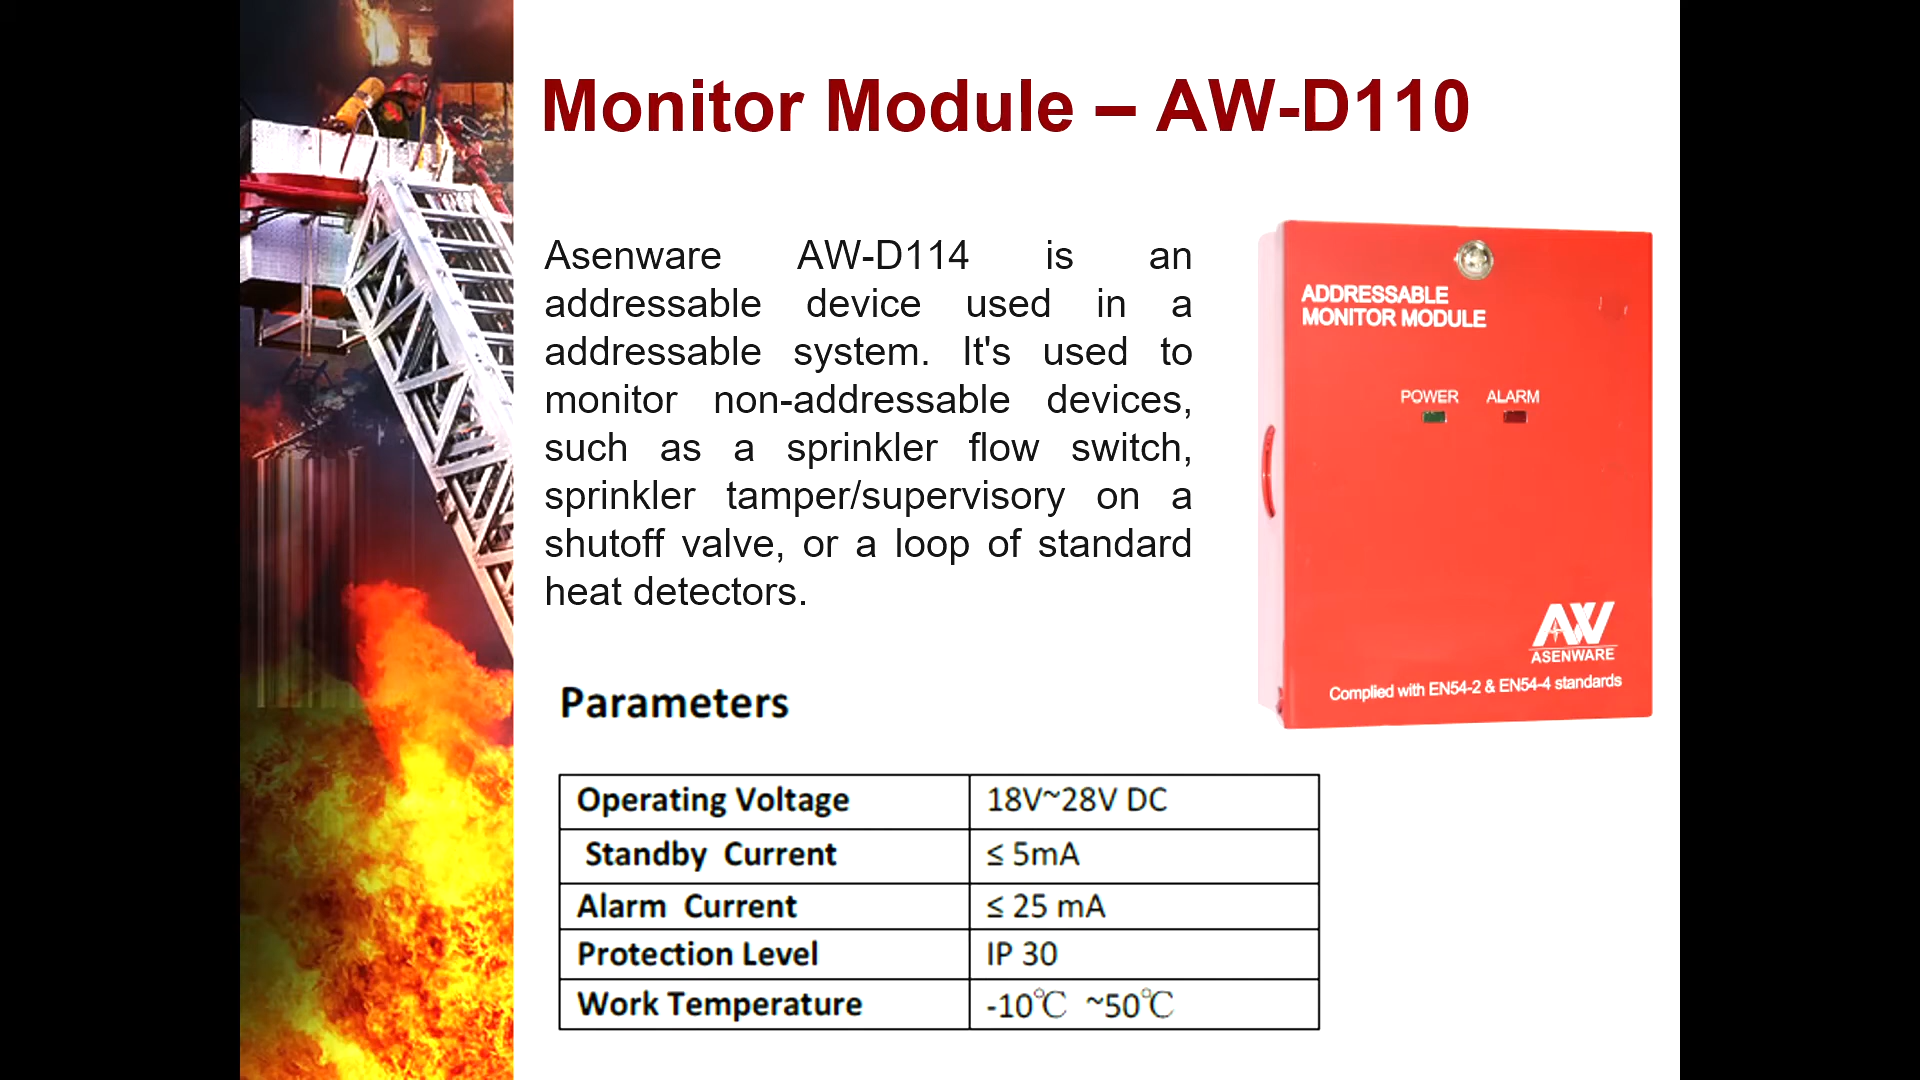 Monitor Module – AW-D110
Asenware AW-D114 is an
addressable device used in a
addressable system. It's used to
monitor non-addressable devices,
such as a sprinkler flow switch,
sprinkler tamper/supervisory on a
shutoff valve, or a loop of standard
heat detectors.
ADDRESSABLE
MONITOR MODULE
POWER ALARM
AW
ASENWARE
Complied with EN54-2 & EN54-4 standards
Parameters
Operating Voltage 18V~28V DC
Standby Current ≤ 5mA
Alarm Current ≤ 25 mA
Protection Level IP 30
Work Temperature -10℃ ~50℃